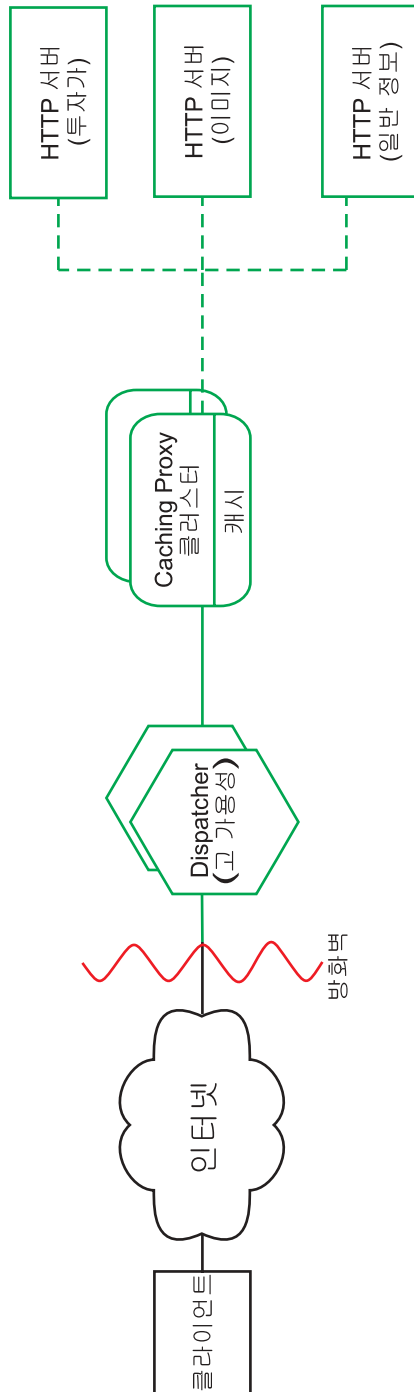 클라이언트
인터넷
방화벽
Dispatcher
(고 가용성)
Caching Proxy
클러스터
캐시
HTTP 서버
(투자가)
HTTP 서버
(이미지)
HTTP 서버
(일반 정보)